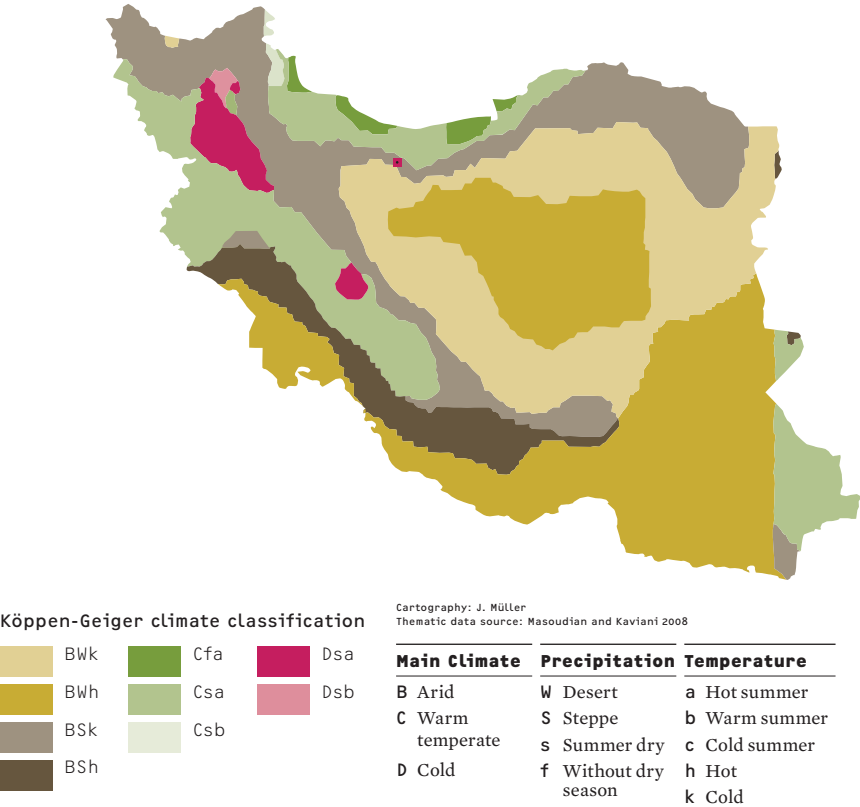 Cartography: J. Müller
Thematic data source: Masoudian and Kaviani 2008
Köppen-Geiger climate classification
BWk
BWh
BSk
BSh
Cfa
Csa
Csb
Dsa
Dsb
Main Climate
B Arid
C Warm
temperate
D Cold
Precipitation
W Desert
S Steppe
s Summer dry
f Without dry
season
Temperature
a Hot summer
b Warm summer
c Cold summer
h Hot
k Cold